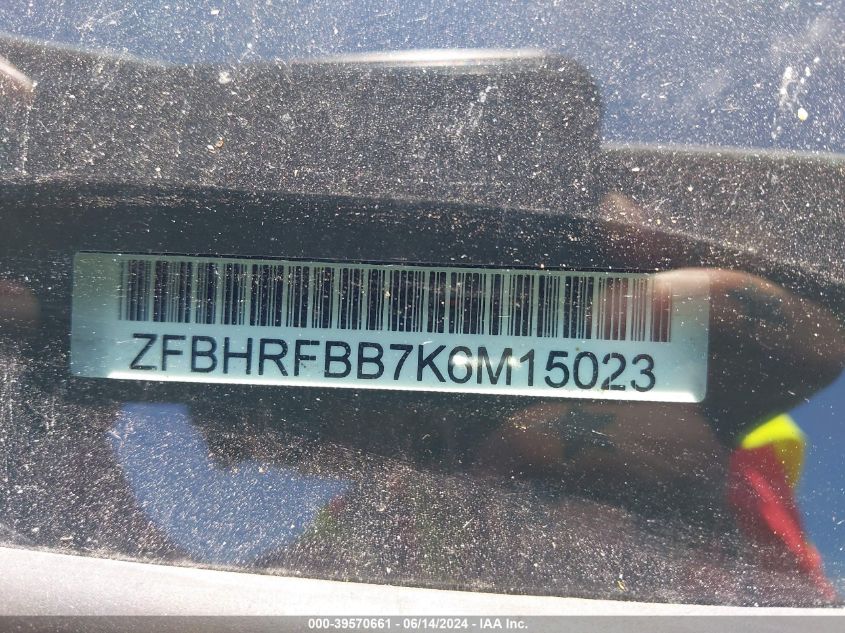 ZFBHRFBB7K6M15023
000-39570661 - 06/14/2024 - IAA Inc.